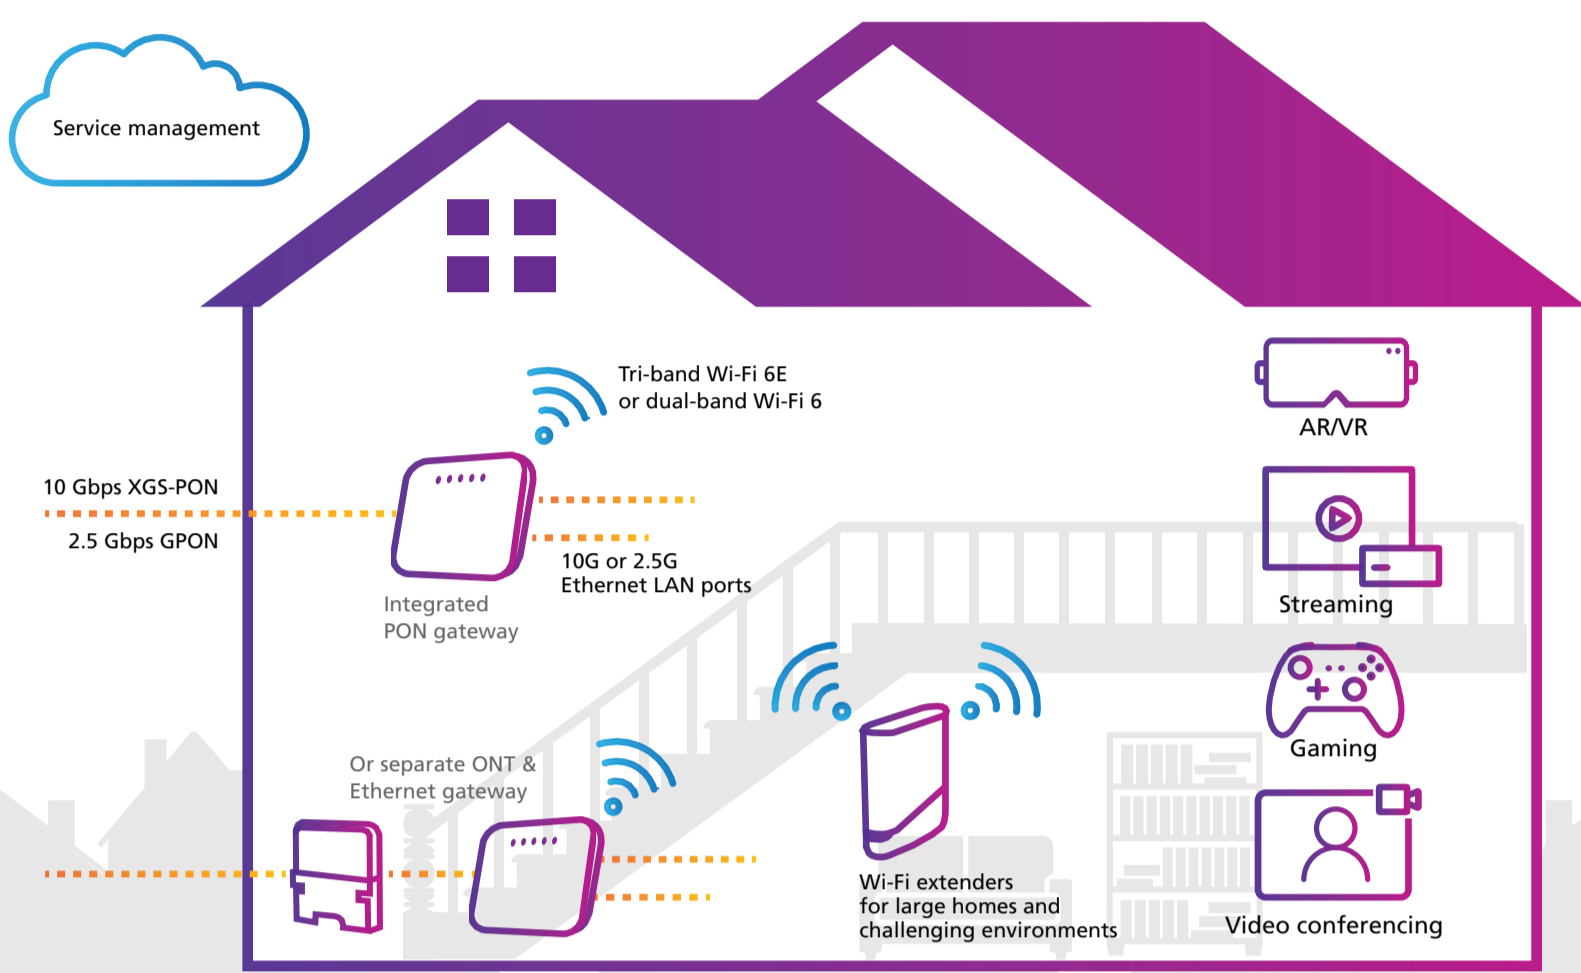 Service management
Tri-band Wi-Fi 6E
or dual-band Wi-Fi 6
10 Gbps XGS-PON
2.5 Gbps GPON
10G or 2.5G
Ethernet LAN ports
Integrated
PON gateway
Or separate ONT &
Ethernet gateway
Wi-Fi extenders
for large homes and
challenging environments
AR/VR
Streaming
Gaming
Video conferencing